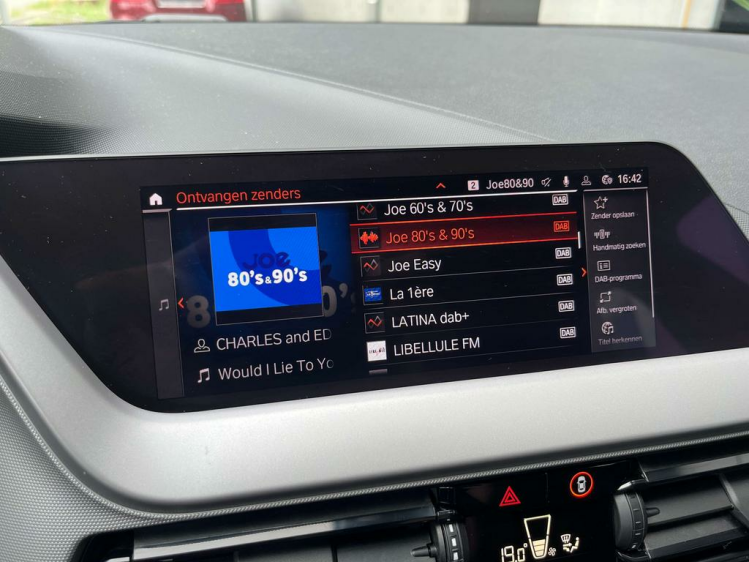 Ontvangen zenders
2 Joe80&90 16:42
JOE
80's&90's
CHARLES and ED
Would I Lie To Yo
Joe 60's & 70's DAB
Joe 80's & 90's DAB
Joe Easy DAB
La 1ère DAB
LATINA dab+ DAB
LIBELLULE FM DAB
Zender opslaan
Handmatig zoeken
DAB-programma
Afb. vergroten
Titel herkennen
19.0°